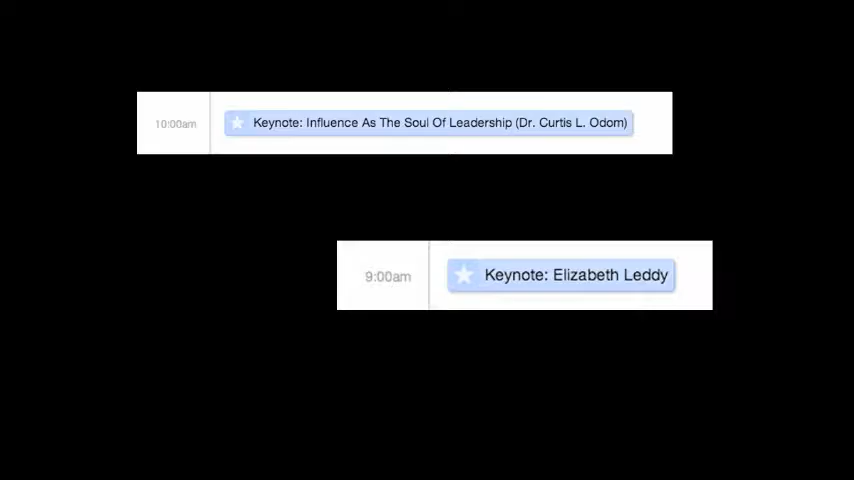 10:00am Keynote: Influence As The Soul Of Leadership (Dr. Curtis L. Odom)
9:00am Keynote: Elizabeth Leddy